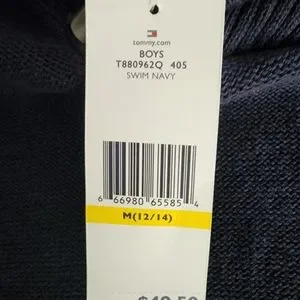 tommy.com
BOYS
T880962Q 405
SWIM NAVY
6 66980 65585 4
M(12/14)